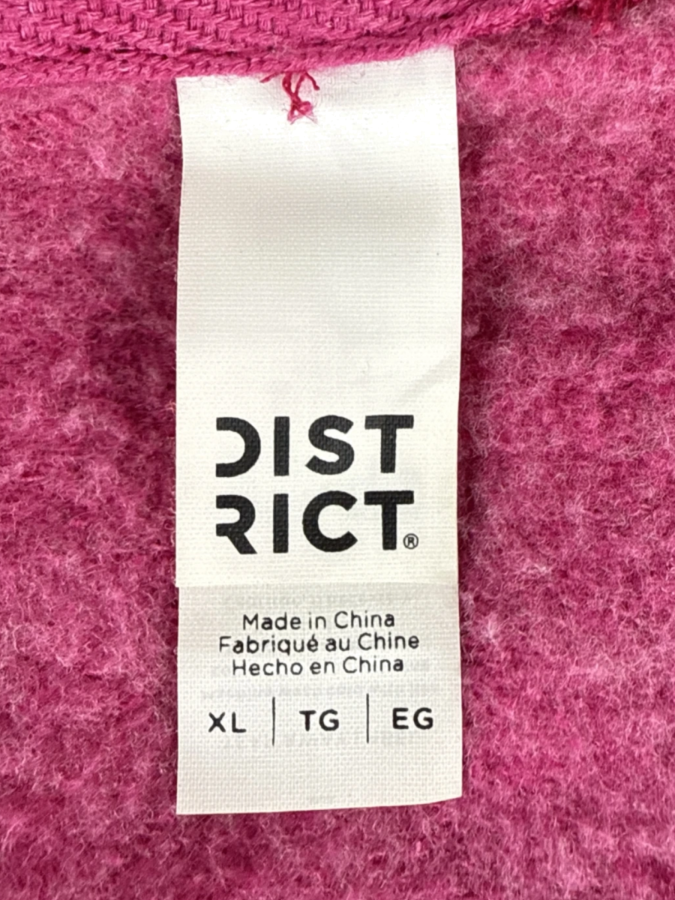 DIST
RICT®
Made in China
Fabriqué au Chine
Hecho en China
XL | TG | EG